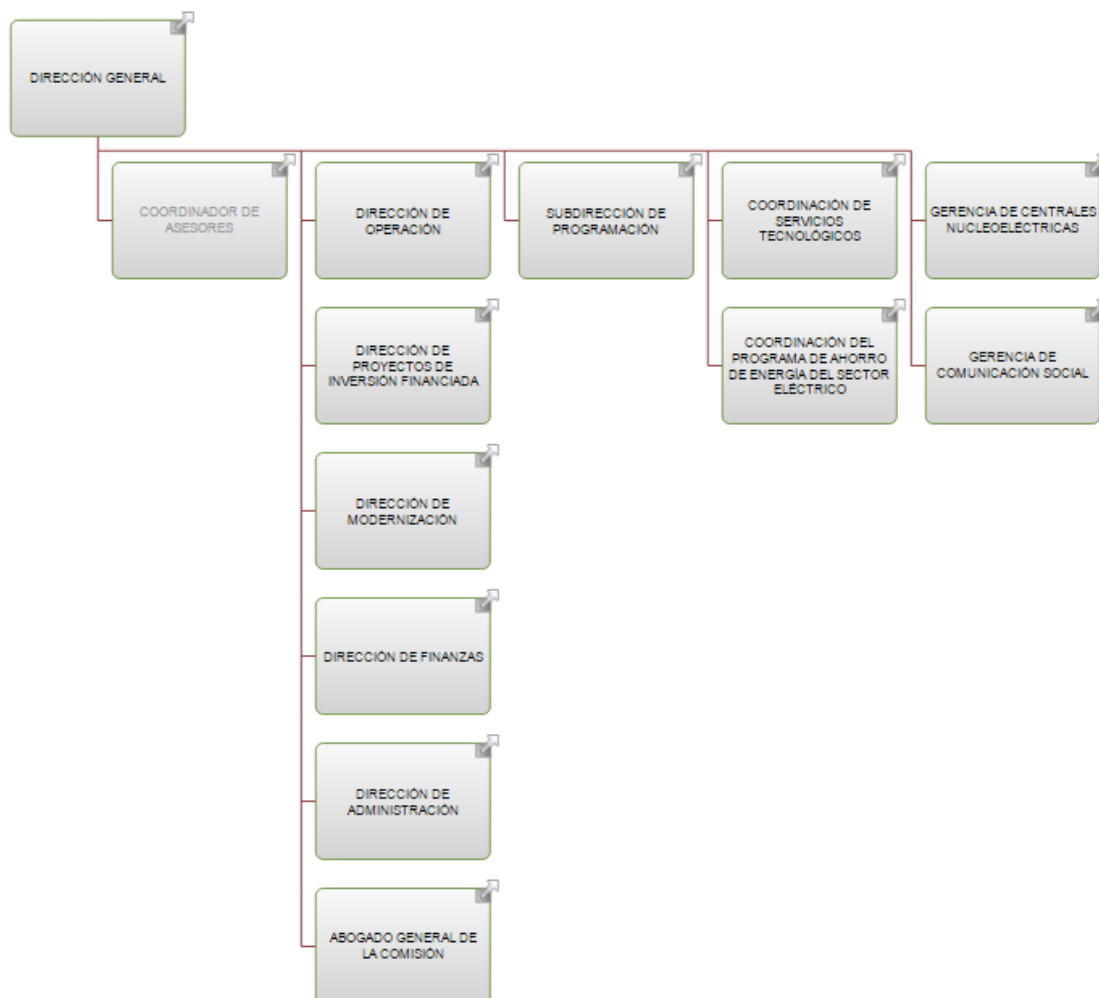 DIRECCIÓN GENERAL
COORDINADOR DE
ASESORES
DIRECCIÓN DE
OPERACIÓN
SUBDIRECCIÓN DE
PROGRAMACIÓN
COORDINACIÓN DE
SERVICIOS
TECNOLÓGICOS
GERENCIA DE CENTRALES
NUCLEOELÉCTRICAS
DIRECCIÓN DE
PROYECTOS DE
INVERSIÓN FINANCIADA
COORDINACIÓN DEL
PROGRAMA DE AHORRO
DE ENERGÍA DEL SECTOR
ELÉCTRICO
GERENCIA DE
COMUNICACIÓN SOCIAL
DIRECCIÓN DE
MODERNIZACIÓN
DIRECCIÓN DE FINANZAS
DIRECCIÓN DE
ADMINISTRACIÓN
ABOGADO GENERAL DE
LA COMISIÓN